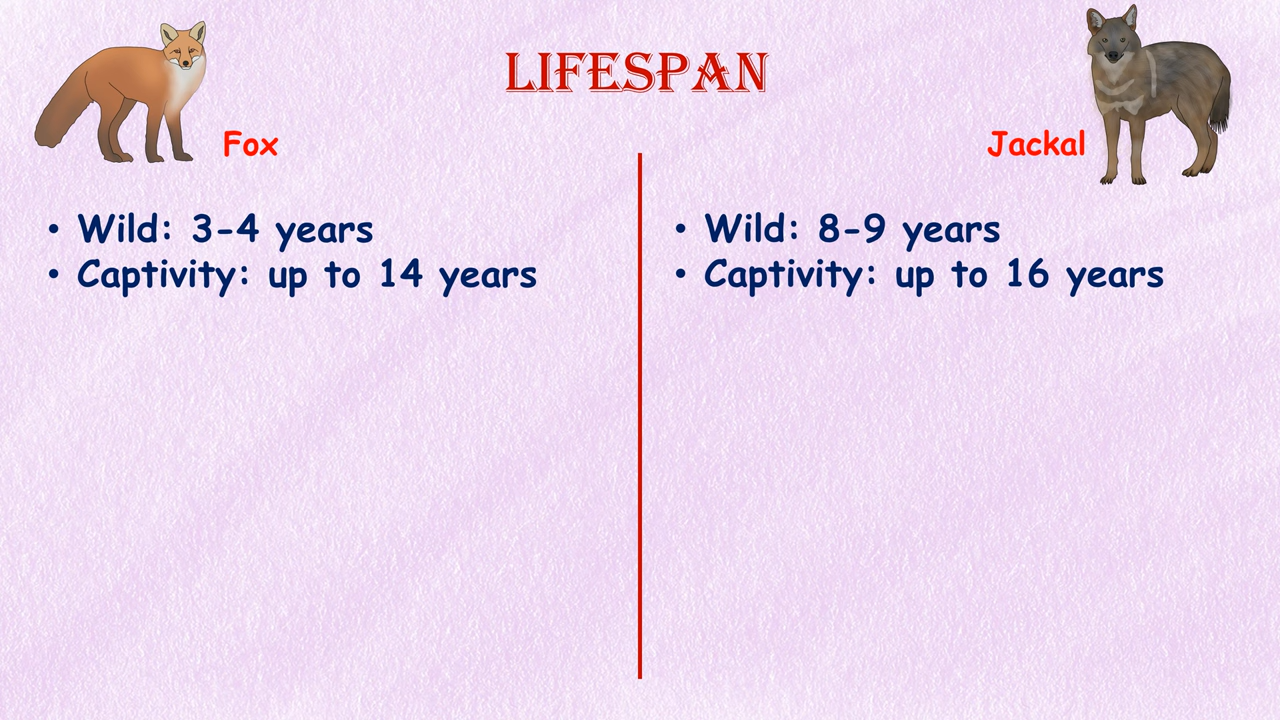 LIFESPAN
Fox
Jackal
• Wild: 3-4 years
• Captivity: up to 14 years
• Wild: 8-9 years
• Captivity: up to 16 years